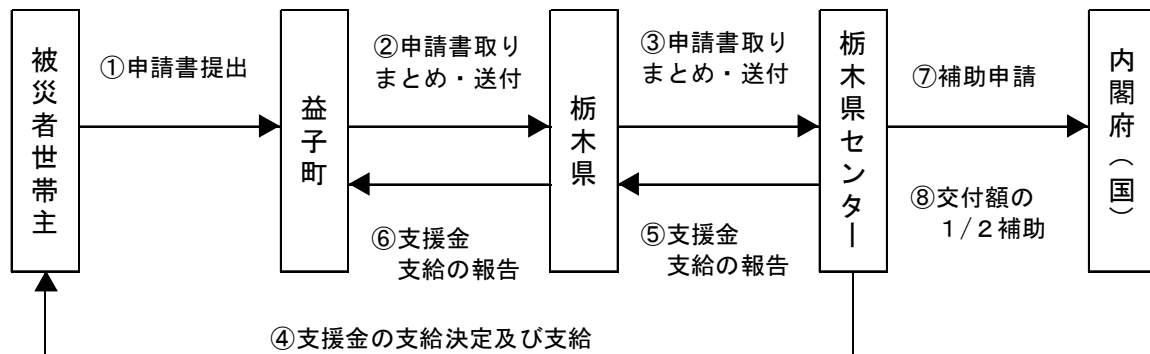 被災者世帯主
①申請書提出
益子町
②申請書取り
まとめ・送付
⑥支援金
支給の報告
栃木県
③申請書取り
まとめ・送付
⑤支援金
支給の報告
栃木県センター
⑦補助申請
⑧交付額の
１/２補助
内閣府（国）
④支援金の支給決定及び支給